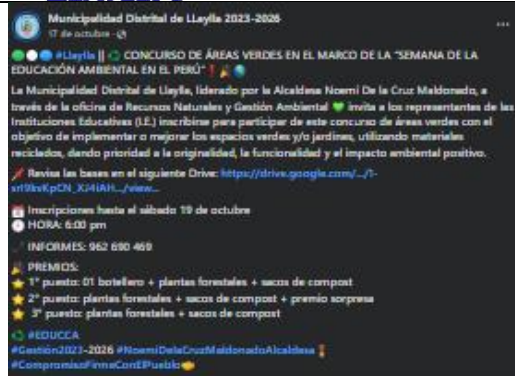 Municipalidad Distrital de LLaylla 2023-2026
17 de octubre
#Llaylla || CONCURSO DE ÁREAS VERDES EN EL MARCO DE LA "SEMANA DE LA
EDUCACIÓN AMBIENTAL EN EL PERÚ"
La Municipalidad Distrital de Llaylla, liderado por la Alcaldesa Noemí De la Cruz Maldonado, a
través de la oficina de Recursos Naturales y Gestión Ambiental 💚 invita a los representantes de las
Instituciones Educativas (I.E.) inscribirse para participar de este concurso de áreas verdes con el
objetivo de implementar o mejorar los espacios verdes y/o jardines, utilizando materiales
reciclados, dando prioridad a la originalidad, la funcionalidad y el impacto ambiental positivo.
Revisa las bases en el siguiente Drive: https://drive.google.com/.../1-
Inscripciones hasta el sábado 19 de octubre
HORA: 6:00 pm
INFORMES: 962 690 469
PREMIOS:
⭐ 1° puesto: 01 botellero + plantas forestales + sacos de compost
⭐ 2° puesto: plantas forestales + sacos de compost + premio sorpresa
⭐ 3° puesto: plantas forestales + sacos de compost
#EDUCCA
#Gestión2023-2026 #NoemiDelaCruzMaldonadoAlcaldesa
#CompromisoFirmeConElPueblo